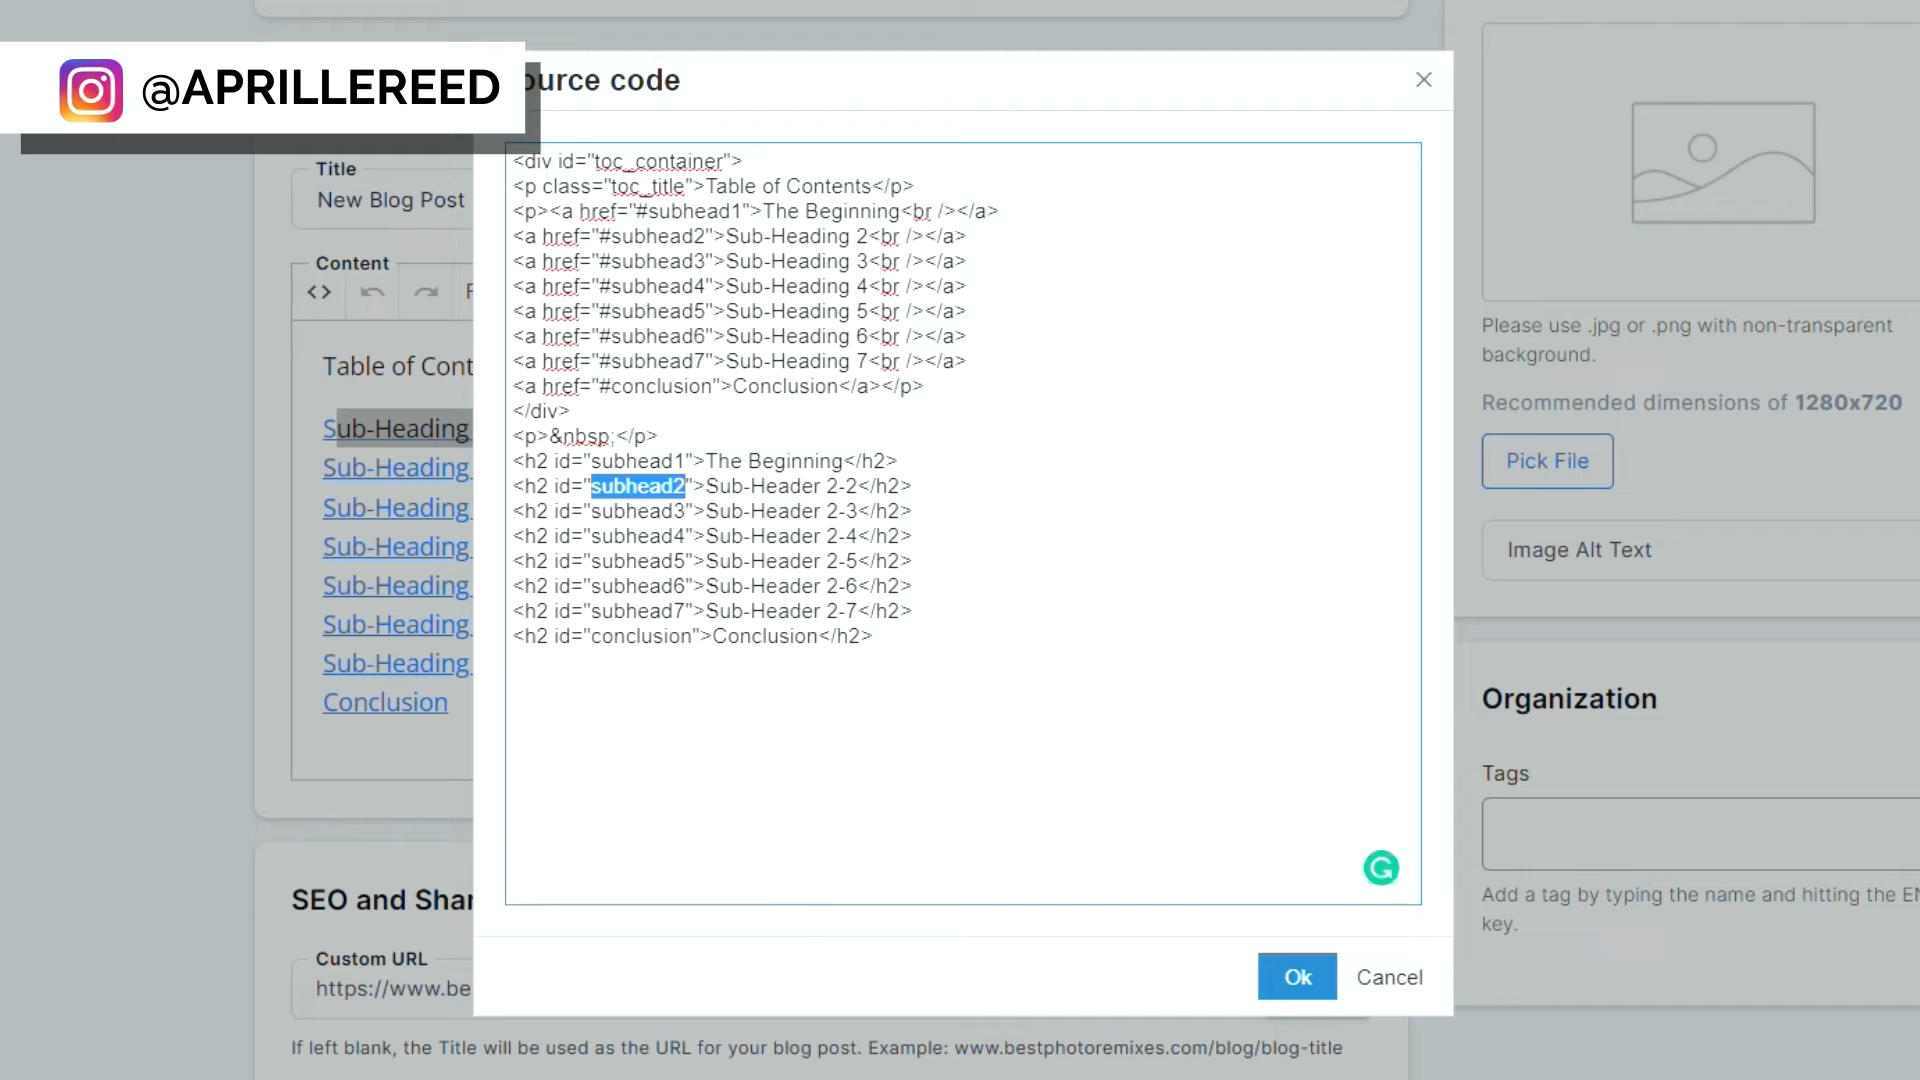 @APRILLEREED
ource code
Title
New Blog Post
Content
Table of Cont
Sub-Heading
Sub-Heading
Sub-Heading
Sub-Heading
Sub-Heading
Sub-Heading
Sub-Heading
Conclusion
<div id="toc_container">
<p class="toc_title">Table of Contents</p>
<p><a href="#subhead1">The Beginning<br /></a>
<a href="#subhead2">Sub-Heading 2<br /></a>
<a href="#subhead3">Sub-Heading 3<br /></a>
<a href="#subhead4">Sub-Heading 4<br /></a>
<a href="#subhead5">Sub-Heading 5<br /></a>
<a href="#subhead6">Sub-Heading 6<br /></a>
<a href="#subhead7">Sub-Heading 7<br /></a>
<a href="#conclusion">Conclusion</a></p>
</div>
<p>&nbsp;</p>
<h2 id="subhead1">The Beginning</h2>
<h2 id="subhead2">Sub-Header 2-2</h2>
<h2 id="subhead3">Sub-Header 2-3</h2>
<h2 id="subhead4">Sub-Header 2-4</h2>
<h2 id="subhead5">Sub-Header 2-5</h2>
<h2 id="subhead6">Sub-Header 2-6</h2>
<h2 id="subhead7">Sub-Header 2-7</h2>
<h2 id="conclusion">Conclusion</h2>
Ok Cancel
SEO and Shar
Custom URL
https://www.be
If left blank, the Title will be used as the URL for your blog post. Example: www.bestphotoremixes.com/blog/blog-title
Please use .jpg or .png with non-transparent
background.
Recommended dimensions of 1280x720
Pick File
Image Alt Text
Organization
Tags
Add a tag by typing the name and hitting the EN
key.